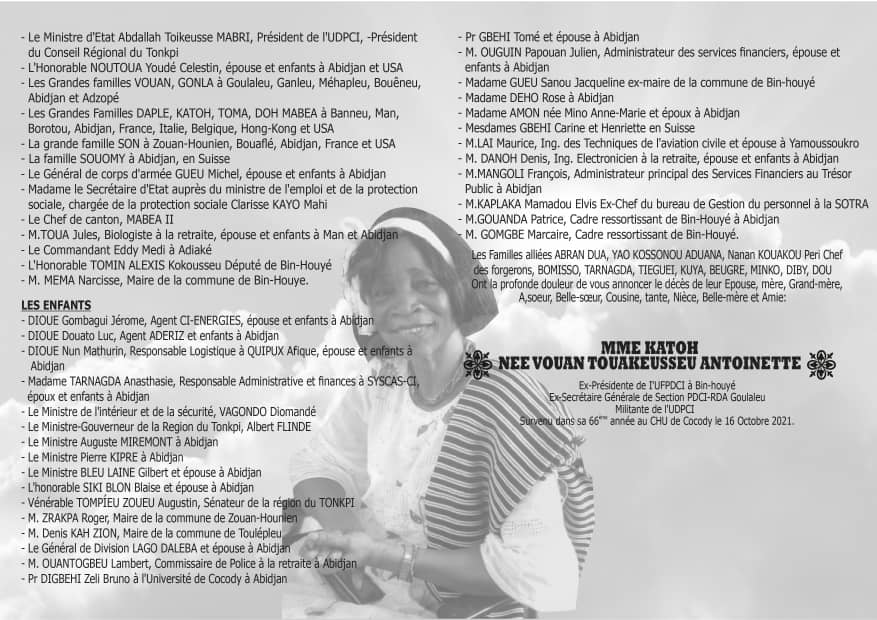 - Le Ministre d'Etat Abdallah Toikeusse MABRI, Président de l'UDPCI, -Président
du Conseil Régional du Tonkpi
- L'Honorable NOUTOUA Youdé Celestin, épouse et enfants à Abidjan et USA
- Les Grandes familles VOUAN, GONLA à Goulaleu, Ganleu, Méhapleu, Bouêneu,
Abidjan et Adzopé
- Les Grandes Familles DAPLE, KATOH, TOMA, DOH MABEA à Banneu, Man,
Borotou, Abidjan, France, Italie, Belgique, Hong-Kong et USA
- La grande famille SON à Zouan-Hounien, Bouaflé, Abidjan, France et USA
- La famille SOUOMY à Abidjan, en Suisse
- Le Général de corps d'armée GUEU Michel, épouse et enfants à Abidjan
- Madame le Secrétaire d'Etat auprès du ministre de l'emploi et de la protection
sociale, chargée de la protection sociale Clarisse KAYO Mahi
- Le Chef de canton, MABEA II
- M.TOUA Jules, Biologiste à la retraite, épouse et enfants à Man et Abidjan
- Le Commandant Eddy Medi à Adiaké
- L'Honorable TOMIN ALEXIS Kokousseu Député de Bin-Houyé
- M. MEMA Narcisse, Maire de la commune de Bin-Houye.
LES ENFANTS
- DIOUE Gombagui Jérome, Agent CI-ENERGIES, épouse et enfants à Abidjan
- DIOUE Douato Luc, Agent ADERIZ et enfants à Abidjan
- DIOUE Nun Mathurin, Responsable Logistique à QUIPUX Afique, épouse et enfants à
Abidjan
- Madame TARNAGDA Anasthasie, Responsable Administrative et finances à SYSCAS-CI,
époux et enfants à Abidjan
- Le Ministre de l'intérieur et de la sécurité, VAGONDO Diomandé
- Le Ministre-Gouverneur de la Region du Tonkpi, Albert FLINDE
- Le Ministre Auguste MIREMONT à Abidjan
- Le Ministre Pierre KIPRE à Abidjan
- Le Ministre BLEU LAINE Gilbert et épouse à Abidjan
- L'honorable SIKI BLON Blaise et épouse à Abidjan
- Vénérable TOMPÍEU ZOUEU Augustin, Sénateur de la région du TONKPI
- M. ZRAKPA Roger, Maire de la commune de Zouan-Hounien
- M. Denis KAH ZION, Maire de la commune de Toulépleu
- Le Général de Division LAGO DALEBA et épouse à Abidjan
- M. OUANTOGBEU Lambert, Commissaire de Police à la retraite à Abidjan
- Pr DIGBEHI Zeli Bruno à l'Université de Cocody à Abidjan
- Pr GBEHI Tomé et épouse à Abidjan
- M. OUGUIN Papouan Julien, Administrateur des services financiers, épouse et
enfants à Abidjan
- Madame GUEU Sanou Jacqueline ex-maire de la commune de Bin-houyé
- Madame DEHO Rose à Abidjan
- Madame AMON née Mino Anne-Marie et époux à Abidjan
- Mesdames GBEHI Carine et Henriette en Suisse
- M.LAI Maurice, Ing. des Techniques de l'aviation civile et épouse à Yamoussoukro
- M. DANOH Denis, Ing. Electronicien à la retraite, épouse et enfants à Abidjan
- M.MANGOLI François, Administrateur principal des Services Financiers au Trésor
Public à Abidjan
- M.KAPLAKA Mamadou Elvis Ex-Chef du bureau de Gestion du personnel à la SOTRA
- M.GOUANDA Patrice, Cadre ressortissant de Bin-Houyé à Abidjan
- M. GOMGBE Marcaire, Cadre ressortissant de Bin-Houyé.
Les Familles alliées ABRAN DUA, YAO KOSSONOU ADUANA, Nanan KOUAKOU Peri Chef
des forgerons, BOMISSO, TARNAGDA, TIEGUEI, KUYA, BEUGRE, MINKO, DIBY, DOU
Ont la profonde douleur de vous annoncer le décès de leur Epouse, mère, Grand-mère,
A,soeur, Belle-sœur, Cousine, tante, Nièce, Belle-mère et Amie:
MME KATOH
NEE VOUAN TOUAKEUSSEU ANTOINETTE
Ex-Présidente de I'UFPDCI à Bin-houyé
Ex-Secrétaire Générale de Section PDCI-RDA Goulaleu
Militante de l'UDPCI
Survenu dans sa 66ème année au CHU de Cocody le 16 Octobre 2021.